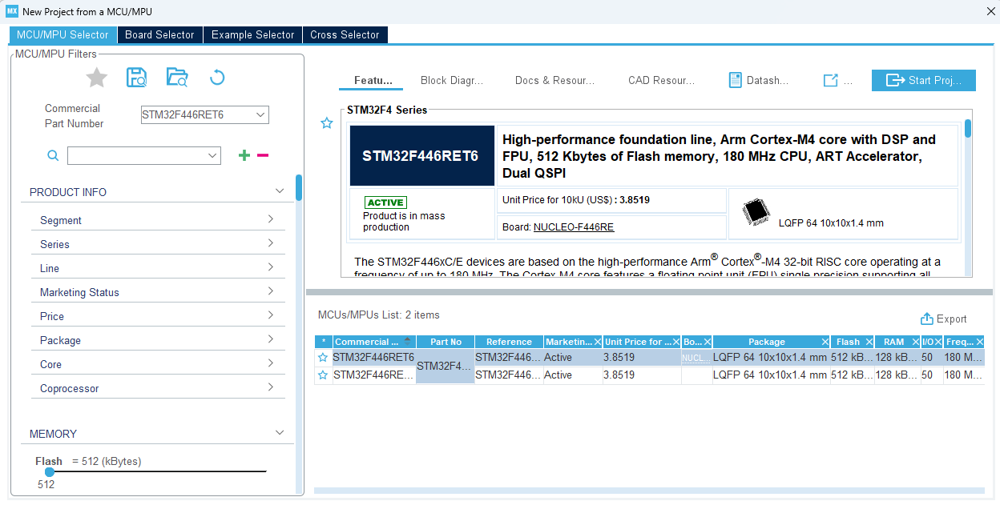 MX New Project from a MCU/MPU
MCU/MPU Selector Board Selector Example Selector Cross Selector
MCU/MPU Filters
Commercial
Part Number
STM32F446RET6
PRODUCT INFO
Segment
Series
Line
Marketing Status
Price
Package
Core
Coprocessor
MEMORY
Flash = 512 (kBytes)
512
Featu... Block Diagr... Docs & Resour... CAD Resour... Datash... ... Start Proj...
STM32F4 Series
STM32F446RET6
High-performance foundation line, Arm Cortex-M4 core with DSP and
FPU, 512 Kbytes of Flash memory, 180 MHz CPU, ART Accelerator,
Dual QSPI
ACTIVE
Product is in mass
production
Unit Price for 10kU (US$) : 3.8519
Board: NUCLEO-F446RE
LQFP 64 10x10x1.4 mm
The STM32F446xC/E devices are based on the high-performance Arm® Cortex®-M4 32-bit RISC core operating at a
frequency of up to 180 MHz. The Cortex-M4 core features a floating point unit (FPU) single precision supporting all
MCUs/MPUs List: 2 items
Export
* Commercial ... Part No Reference Marketin... Unit Price for ... Bo... Package Flash RAM I/O Freq...
STM32F446RET6 STM32F4... STM32F446... Active 3.8519 NUCL... LQFP 64 10x10x1.4 mm 512 kB... 128 kB... 50 180 M...
STM32F446RE... STM32F446... Active 3.8519 LQFP 64 10x10x1.4 mm 512 kB... 128 kB... 50 180 M...